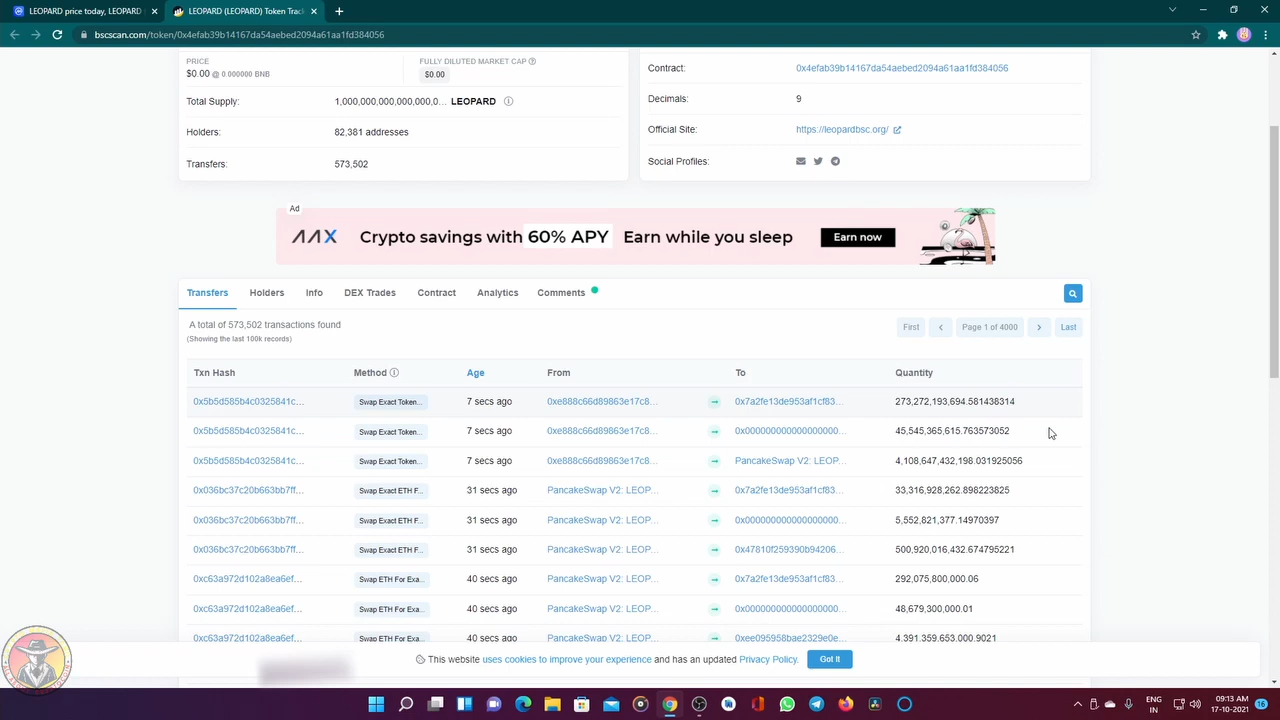 LEOPARD price today, LEOPARD
LEOPARD (LEOPARD) Token Track
bscscan.com/token/0x4efab39b14167da54aebed2094a61aa1fd384056
PRICE
$0.00 @ 0.000000 BNB
FULLY DILUTED MARKET CAP
$0.00
Total Supply: 1,000,000,000,000,000,0... LEOPARD
Holders: 82,381 addresses
Transfers: 573,502
Contract: 0x4efab39b14167da54aebed2094a61aa1fd384056
Decimals: 9
Official Site: https://leopardbsc.org/
Social Profiles:
Ad
AAX Crypto savings with 60% APY Earn while you sleep Earn now
Transfers Holders Info DEX Trades Contract Analytics Comments
A total of 573,502 transactions found
(Showing the last 100k records)
First Page 1 of 4000 Last
Txn Hash Method Age From To Quantity
0x5b5d585b4c0325841c... Swap Exact Token... 7 secs ago 0xe888c66d89863e17c8... 0x7a2fe13de953af1cf83... 273,272,193,694.581438314
0x5b5d585b4c0325841c... Swap Exact Token... 7 secs ago 0xe888c66d89863e17c8... 0x000000000000000000... 45,545,365,615.763573052
0x5b5d585b4c0325841c... Swap Exact Token... 7 secs ago 0xe888c66d89863e17c8... PancakeSwap V2: LEOP... 4,108,647,432,198.031925056
0x036bc37c20b663bb7ff... Swap Exact ETH F... 31 secs ago PancakeSwap V2: LEOP... 0x7a2fe13de953af1cf83... 33,316,928,262.898223825
0x036bc37c20b663bb7ff... Swap Exact ETH F... 31 secs ago PancakeSwap V2: LEOP... 0x000000000000000000... 5,552,821,377.14970397
0x036bc37c20b663bb7ff... Swap Exact ETH F... 31 secs ago PancakeSwap V2: LEOP... 0x47810f259390b94206... 500,920,016,432.674795221
0xc63a972d102a8ea6ef... Swap ETH For Exa... 40 secs ago PancakeSwap V2: LEOP... 0x7a2fe13de953af1cf83... 292,075,800,000.06
0xc63a972d102a8ea6ef... Swap ETH For Exa... 40 secs ago PancakeSwap V2: LEOP... 0x000000000000000000... 48,679,300,000.01
0xc63a972d102a8ea6ef... Swap ETH For Exa... 40 secs ago PancakeSwap V2: LEOP... 0xee095958bae2329e0e... 4,391,359,653,000.9021
This website uses cookies to improve your experience and has an updated Privacy Policy. Got It
ENG
IN
09:13 AM
17-10-2021
16